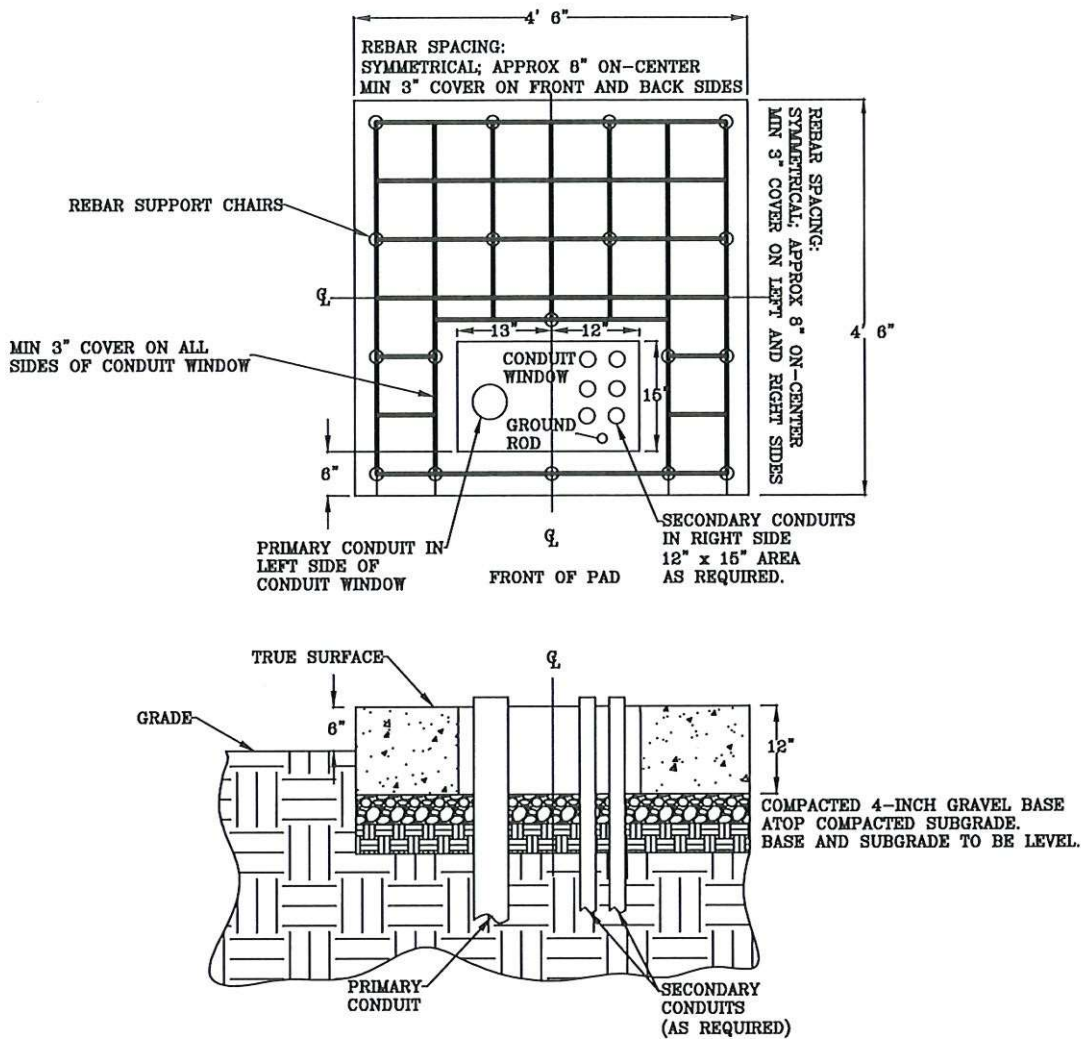 4' 6"
REBAR SPACING:
SYMMETRICAL; APPROX 8" ON-CENTER
MIN 3" COVER ON FRONT AND BACK SIDES
REBAR SPACING:
SYMMETRICAL; APPROX 8" ON-CENTER
MIN 3" COVER ON LEFT AND RIGHT SIDES
4' 6"
REBAR SUPPORT CHAIRS
℄
MIN 3" COVER ON ALL
SIDES OF CONDUIT WINDOW
13"
12"
CONDUIT
WINDOW
15"
GROUND
ROD
6"
PRIMARY CONDUIT IN
LEFT SIDE OF
CONDUIT WINDOW
℄
FRONT OF PAD
SECONDARY CONDUITS
IN RIGHT SIDE
12" x 15" AREA
AS REQUIRED.
TRUE SURFACE
℄
GRADE
6"
12"
COMPACTED 4-INCH GRAVEL BASE
ATOP COMPACTED SUBGRADE.
BASE AND SUBGRADE TO BE LEVEL.
PRIMARY
CONDUIT
SECONDARY
CONDUITS
(AS REQUIRED)